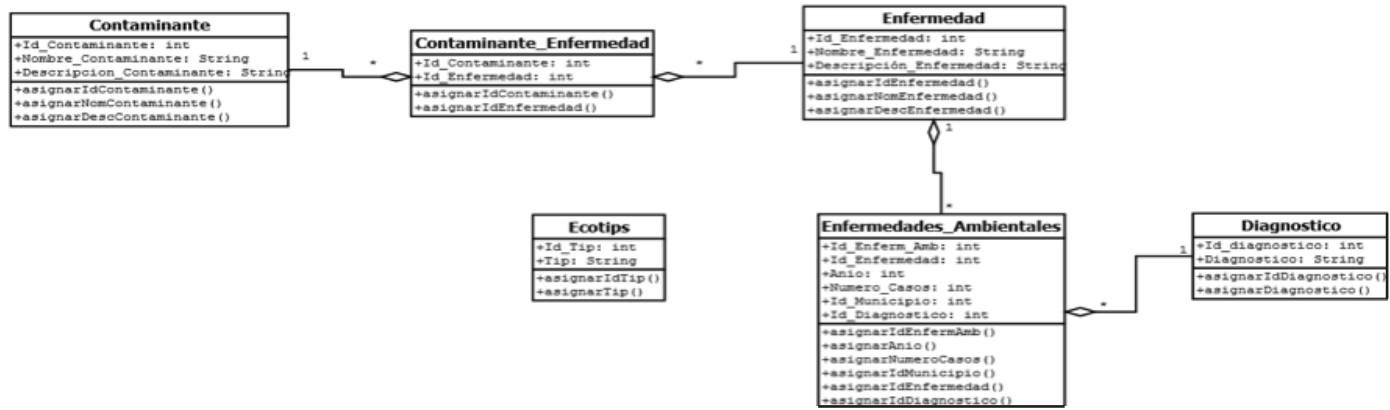 Contaminante
+Id_Contaminante: int
+Nombre_Contaminante: String
+Descripcion_Contaminante: String
+asignarIdContaminante()
+asignarNomContaminante()
+asignarDescContaminante()
1
*
Contaminante_Enfermedad
+Id_Contaminante: int
+Id_Enfermedad: int
+asignarIdContaminante()
+asignarIdEnfermedad()
*
1
Enfermedad
+Id_Enfermedad: int
+Nombre_Enfermedad: String
+Descripción_Enfermedad: String
+asignarIdEnfermedad()
+asignarNomEnfermedad()
+asignarDescEnfermedad()
1
*
Ecotips
+Id_Tip: int
+Tip: String
+asignarIdTip()
+asignarTip()
Enfermedades_Ambientales
+Id_Enferm_Amb: int
+Id_Enfermedad: int
+Anio: int
+Numero_Casos: int
+Id_Municipio: int
+Id_Diagnostico: int
+asignarIdEnfermAmb()
+asignarAnio()
+asignarNumeroCasos()
+asignarIdMunicipio()
+asignarIdEnfermedad()
+asignarIdDiagnostico()
*
1
Diagnostico
+Id_diagnostico: int
+Diagnostico: String
+asignarIdDiagnostico()
+asignarDiagnostico()